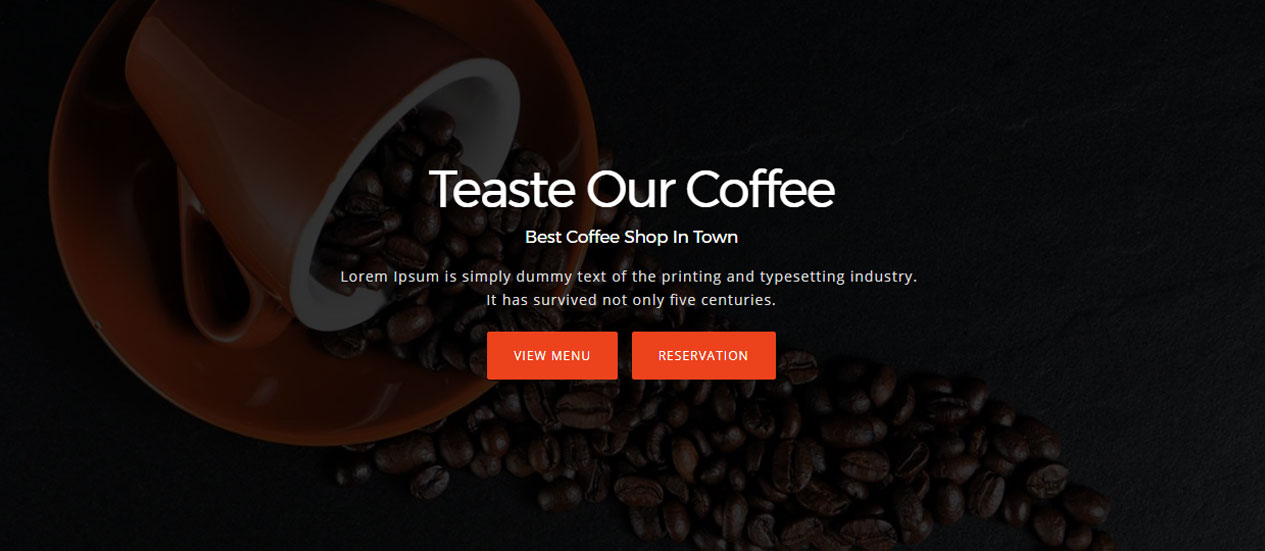 Teaste Our Coffee
Best Coffee Shop In Town
Lorem Ipsum is simply dummy text of the printing and typesetting industry.
It has survived not only five centuries.
VIEW MENU
RESERVATION